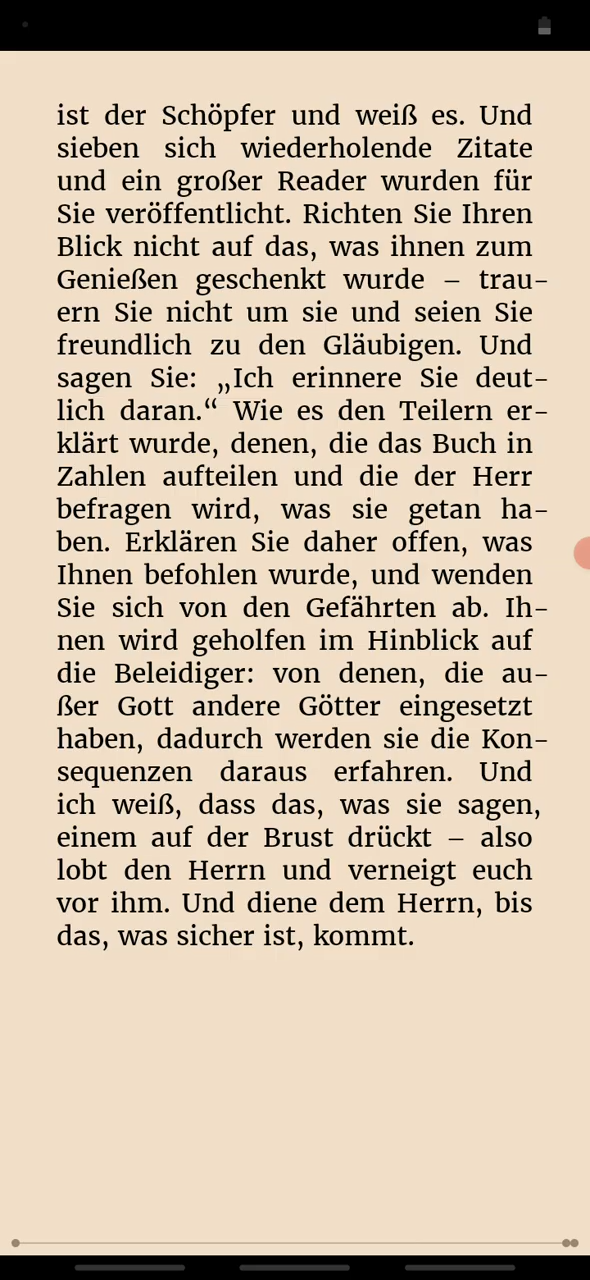 ist der Schöpfer und weiß es. Und
sieben sich wiederholende Zitate
und ein großer Reader wurden für
Sie veröffentlicht. Richten Sie Ihren
Blick nicht auf das, was ihnen zum
Genießen geschenkt wurde – trau-
ern Sie nicht um sie und seien Sie
freundlich zu den Gläubigen. Und
sagen Sie: „Ich erinnere Sie deut-
lich daran.“ Wie es den Teilern er-
klärt wurde, denen, die das Buch in
Zahlen aufteilen und die der Herr
befragen wird, was sie getan ha-
ben. Erklären Sie daher offen, was
Ihnen befohlen wurde, und wenden
Sie sich von den Gefährten ab. Ih-
nen wird geholfen im Hinblick auf
die Beleidiger: von denen, die au-
ßer Gott andere Götter eingesetzt
haben, dadurch werden sie die Kon-
sequenzen daraus erfahren. Und
ich weiß, dass das, was sie sagen,
einem auf der Brust drückt – also
lobt den Herrn und verneigt euch
vor ihm. Und diene dem Herrn, bis
das, was sicher ist, kommt.